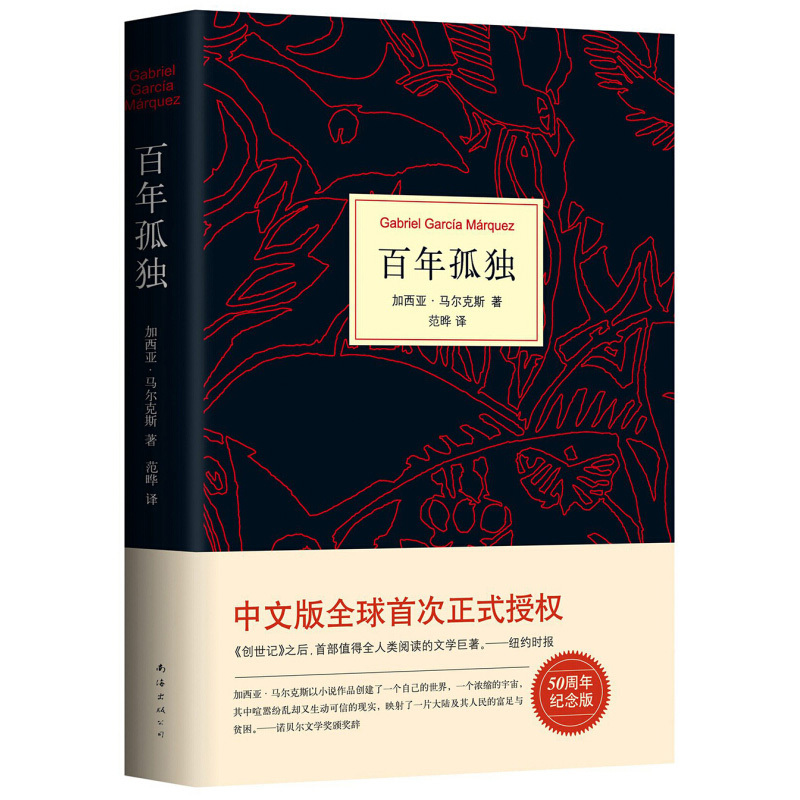 Gabriel
García
Márquez
百年孤独
加西亚·马尔克斯 著
范晔 译
南海出版公司
Gabriel García Márquez
百年孤独
加西亚·马尔克斯 著
范晔 译
中文版全球首次正式授权
《创世记》之后，首部值得全人类阅读的文学巨著。——纽约时报
加西亚·马尔克斯以小说作品创建了一个自己的世界，一个浓缩的宇宙，
其中喧嚣纷乱却又生动可信的现实，映射了一片大陆及其人民的富足与
贫困。——诺贝尔文学奖颁奖辞
50周年
纪念版